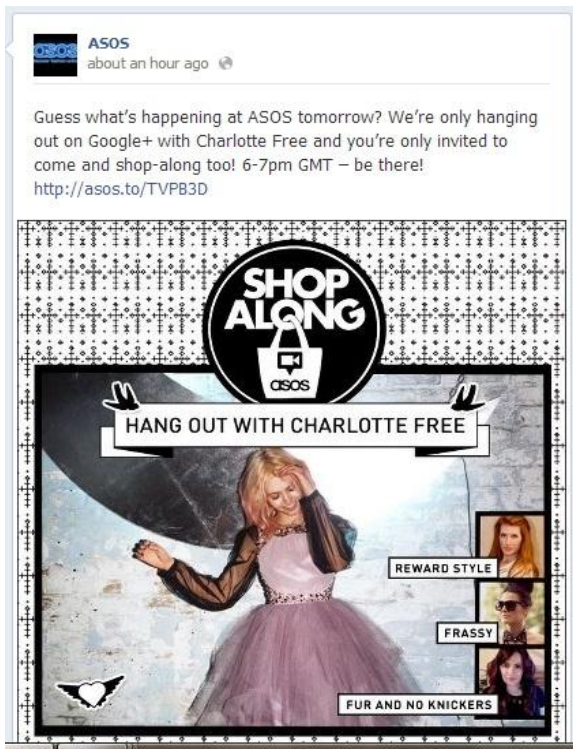 asos
ASOS
about an hour ago
Guess what's happening at ASOS tomorrow? We're only hanging
out on Google+ with Charlotte Free and you're only invited to
come and shop-along too! 6-7pm GMT – be there!
http://asos.to/TVPB3D
SHOP
ALONG
asos
HANG OUT WITH CHARLOTTE FREE
REWARD STYLE
FRASSY
FUR AND NO KNICKERS